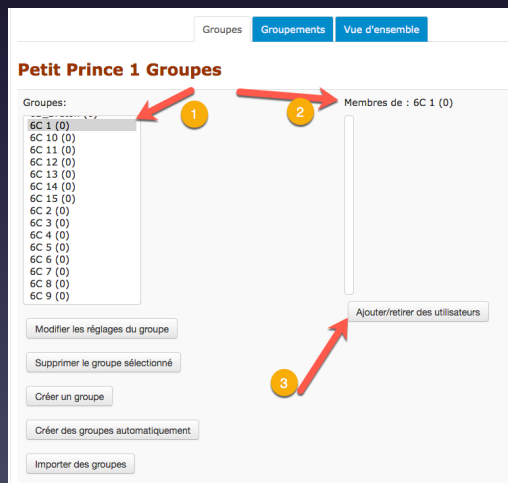 Groupes Groupements Vue d'ensemble
Petit Prince 1 Groupes
Groupes:
6C 1 (0)
6C 10 (0)
6C 11 (0)
6C 12 (0)
6C 13 (0)
6C 14 (0)
6C 15 (0)
6C 2 (0)
6C 3 (0)
6C 4 (0)
6C 5 (0)
6C 6 (0)
6C 7 (0)
6C 8 (0)
6C 9 (0)
Modifier les réglages du groupe
Supprimer le groupe sélectionné
Créer un groupe
Créer des groupes automatiquement
Importer des groupes
1
2
Membres de : 6C 1 (0)
Ajouter/retirer des utilisateurs
3